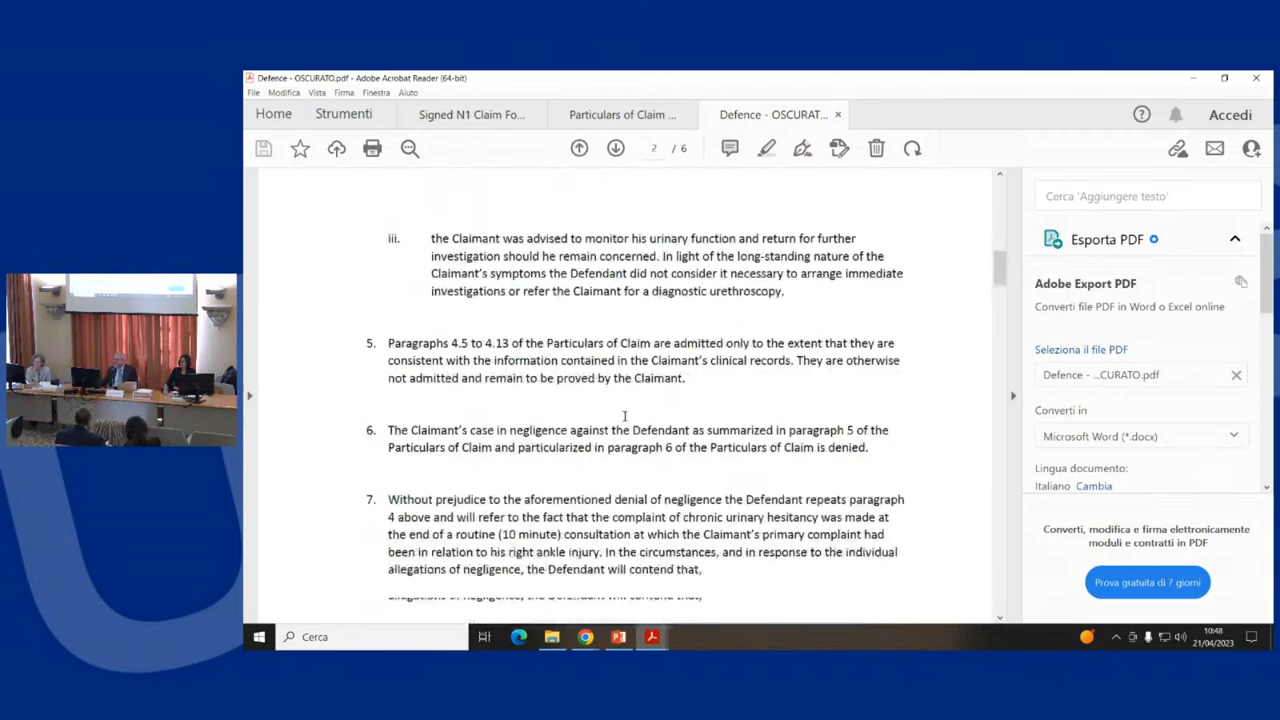 Defence - OSCURATO.pdf - Adobe Acrobat Reader (64-bit)
File Modifica Vista Firma Finestra Aiuto
Home Strumenti Signed N1 Claim Fo... Particulars of Claim ... Defence - OSCURAT... × Accedi
2 / 6
iii. the Claimant was advised to monitor his urinary function and return for further
investigation should he remain concerned. In light of the long-standing nature of the
Claimant's symptoms the Defendant did not consider it necessary to arrange immediate
investigations or refer the Claimant for a diagnostic urethroscopy.
5. Paragraphs 4.5 to 4.13 of the Particulars of Claim are admitted only to the extent that they are
consistent with the information contained in the Claimant's clinical records. They are otherwise
not admitted and remain to be proved by the Claimant.
6. The Claimant's case in negligence against the Defendant as summarized in paragraph 5 of the
Particulars of Claim and particularized in paragraph 6 of the Particulars of Claim is denied.
7. Without prejudice to the aforementioned denial of negligence the Defendant repeats paragraph
4 above and will refer to the fact that the complaint of chronic urinary hesitancy was made at
the end of a routine (10 minute) consultation at which the Claimant's primary complaint had
been in relation to his right ankle injury. In the circumstances, and in response to the individual
allegations of negligence, the Defendant will contend that,
allegations of negligence, the Defendant will contend that,
Cerca 'Aggiungere testo'
Esporta PDF
Adobe Export PDF
Converti file PDF in Word o Excel online
Seleziona il file PDF
Defence - ...CURATO.pdf
Converti in
Microsoft Word (*.docx)
Lingua documento:
Italiano Cambia
Converti, modifica e firma elettronicamente
moduli e contratti in PDF
Prova gratuita di 7 giorni
Cerca
10:48
21/04/2023